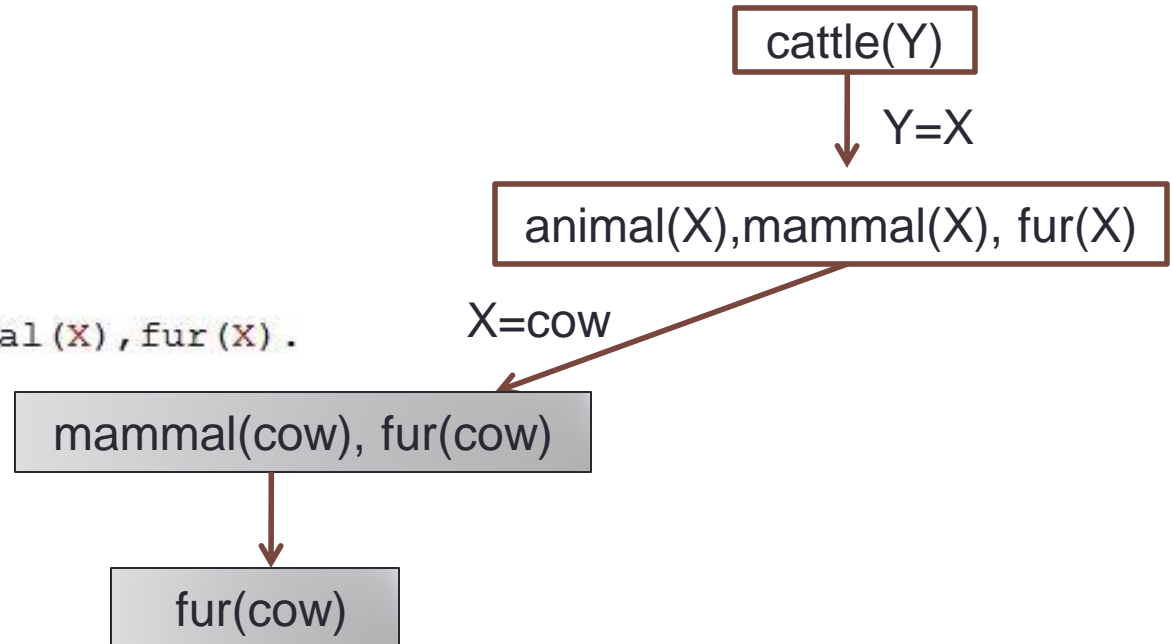 cattle(Y)
Y=X
animal(X),mammal(X), fur(X)
X=cow
al(X),fur(X).
mammal(cow), fur(cow)
fur(cow)